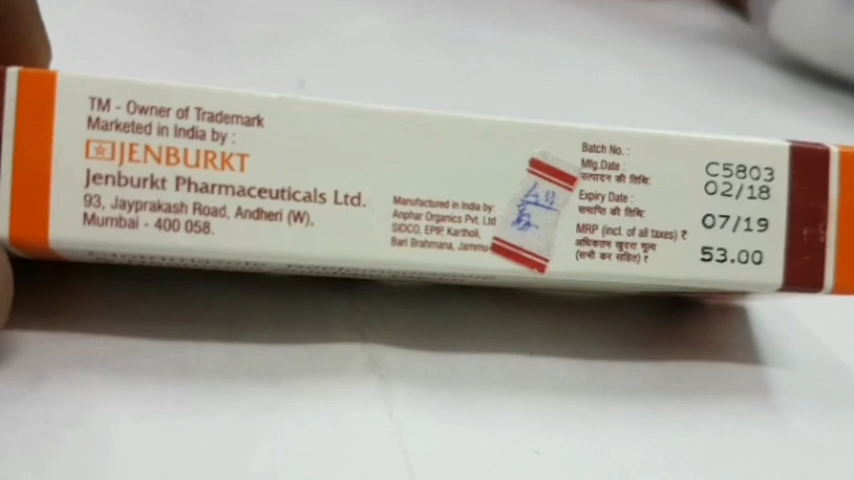 TM - Owner of Trademark
Marketed in India by :
JENBURKT
Jenburkt Pharmaceuticals Ltd.
93, Jayprakash Road, Andheri (W),
Mumbai - 400 058.
Manufactured in India by:
Anphar Organics Pvt. Ltd
SIDCO, EPIP, Kartholi,
Bari Brahmana, Jammu-
Batch No. :
C5803
Mfg.Date :
02/18
उत्पादन की तिथि:
Expiry Date :
07/19
समाप्ति की तिथि:
MRP (incl. of all taxes) ₹
53.00
अधिकतम खुदरा मूल्य
(सभी कर सहित) ₹